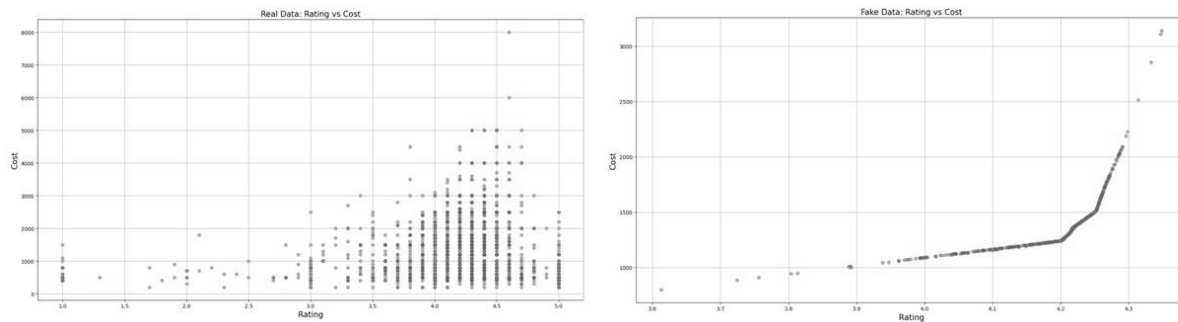 Real Data: Rating vs Cost
8000
7000
6000
5000
4000
3000
2000
1000
0
Cost
1.0 1.5 2.0 2.5 3.0 3.5 4.0 4.5 5.0
Rating
Fake Data: Rating vs Cost
3000
2500
2000
1500
1000
Cost
3.6 3.7 3.8 3.9 4.0 4.1 4.2 4.3
Rating